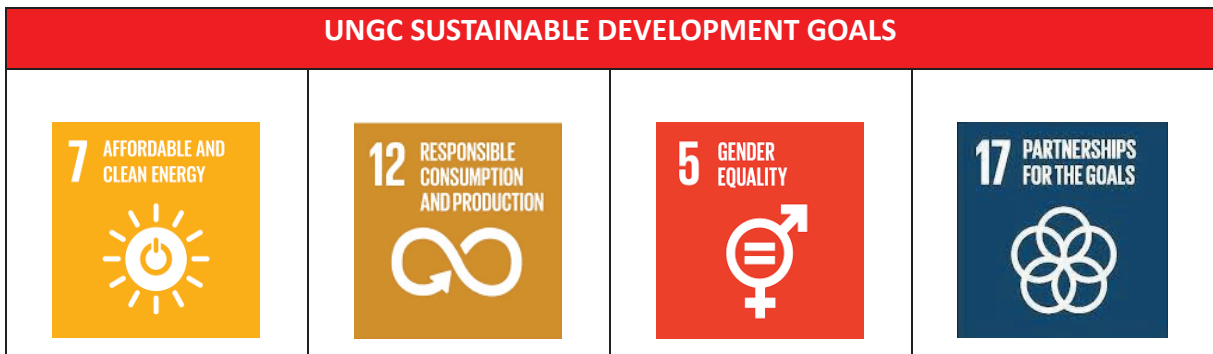 UNGC SUSTAINABLE DEVELOPMENT GOALS
7 AFFORDABLE AND
CLEAN ENERGY
12 RESPONSIBLE
CONSUMPTION
AND PRODUCTION
5 GENDER
EQUALITY
17 PARTNERSHIPS
FOR THE GOALS